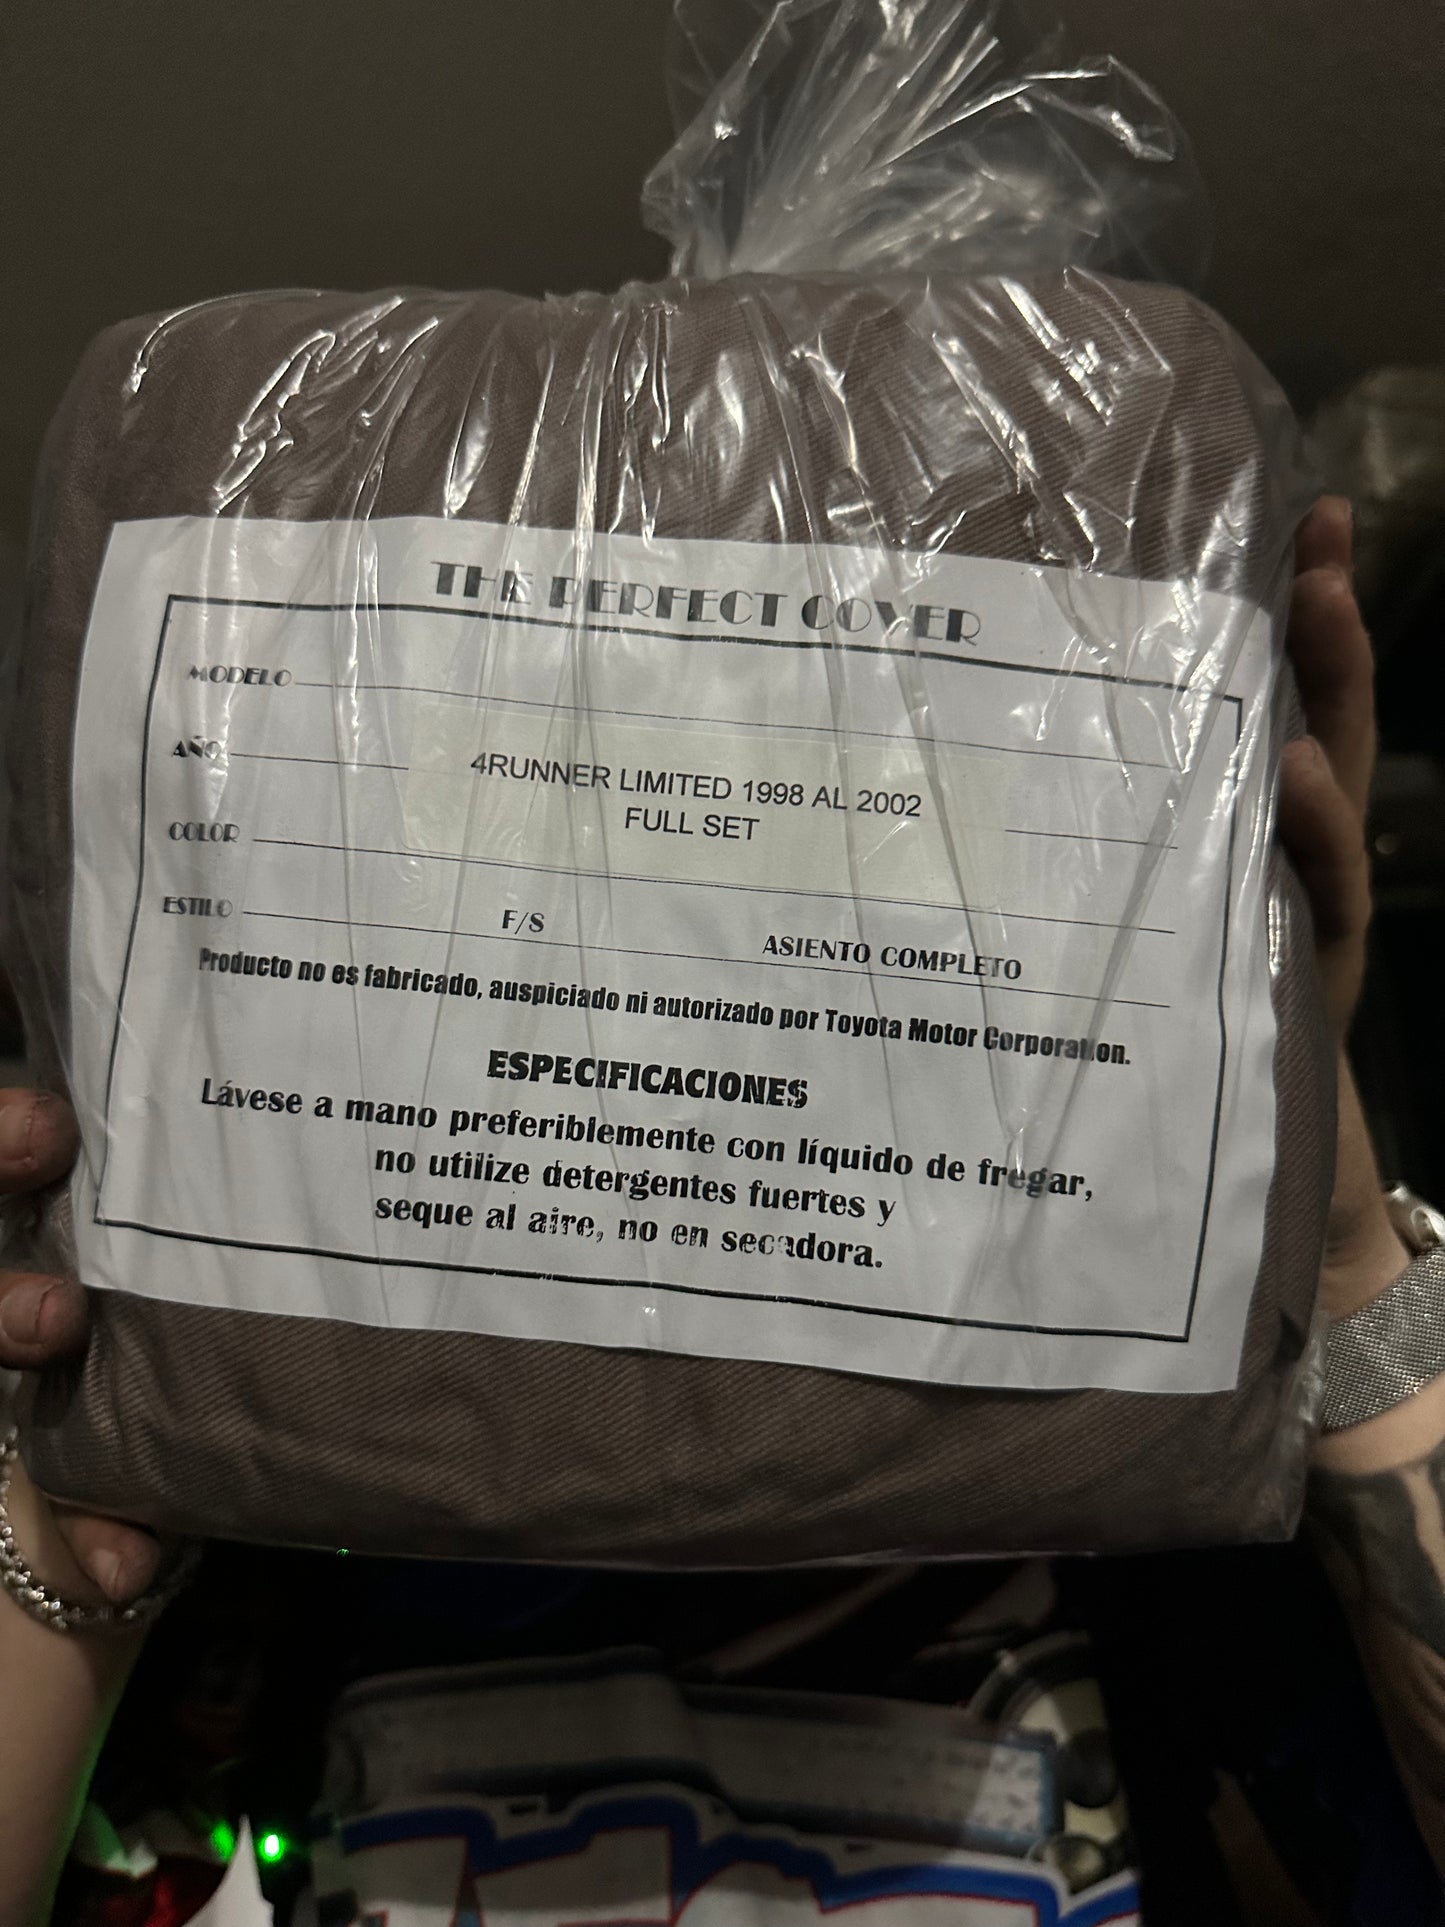 THE PERFECT COVER
MODELO
AÑO
4RUNNER LIMITED 1998 AL 2002
FULL SET
COLOR
ESTILO F/S ASIENTO COMPLETO
Producto no es fabricado, auspiciado ni autorizado por Toyota Motor Corporation.
ESPECIFICACIONES
Lávese a mano preferiblemente con líquido de fregar,
no utilize detergentes fuertes y
seque al aire, no en secadora.